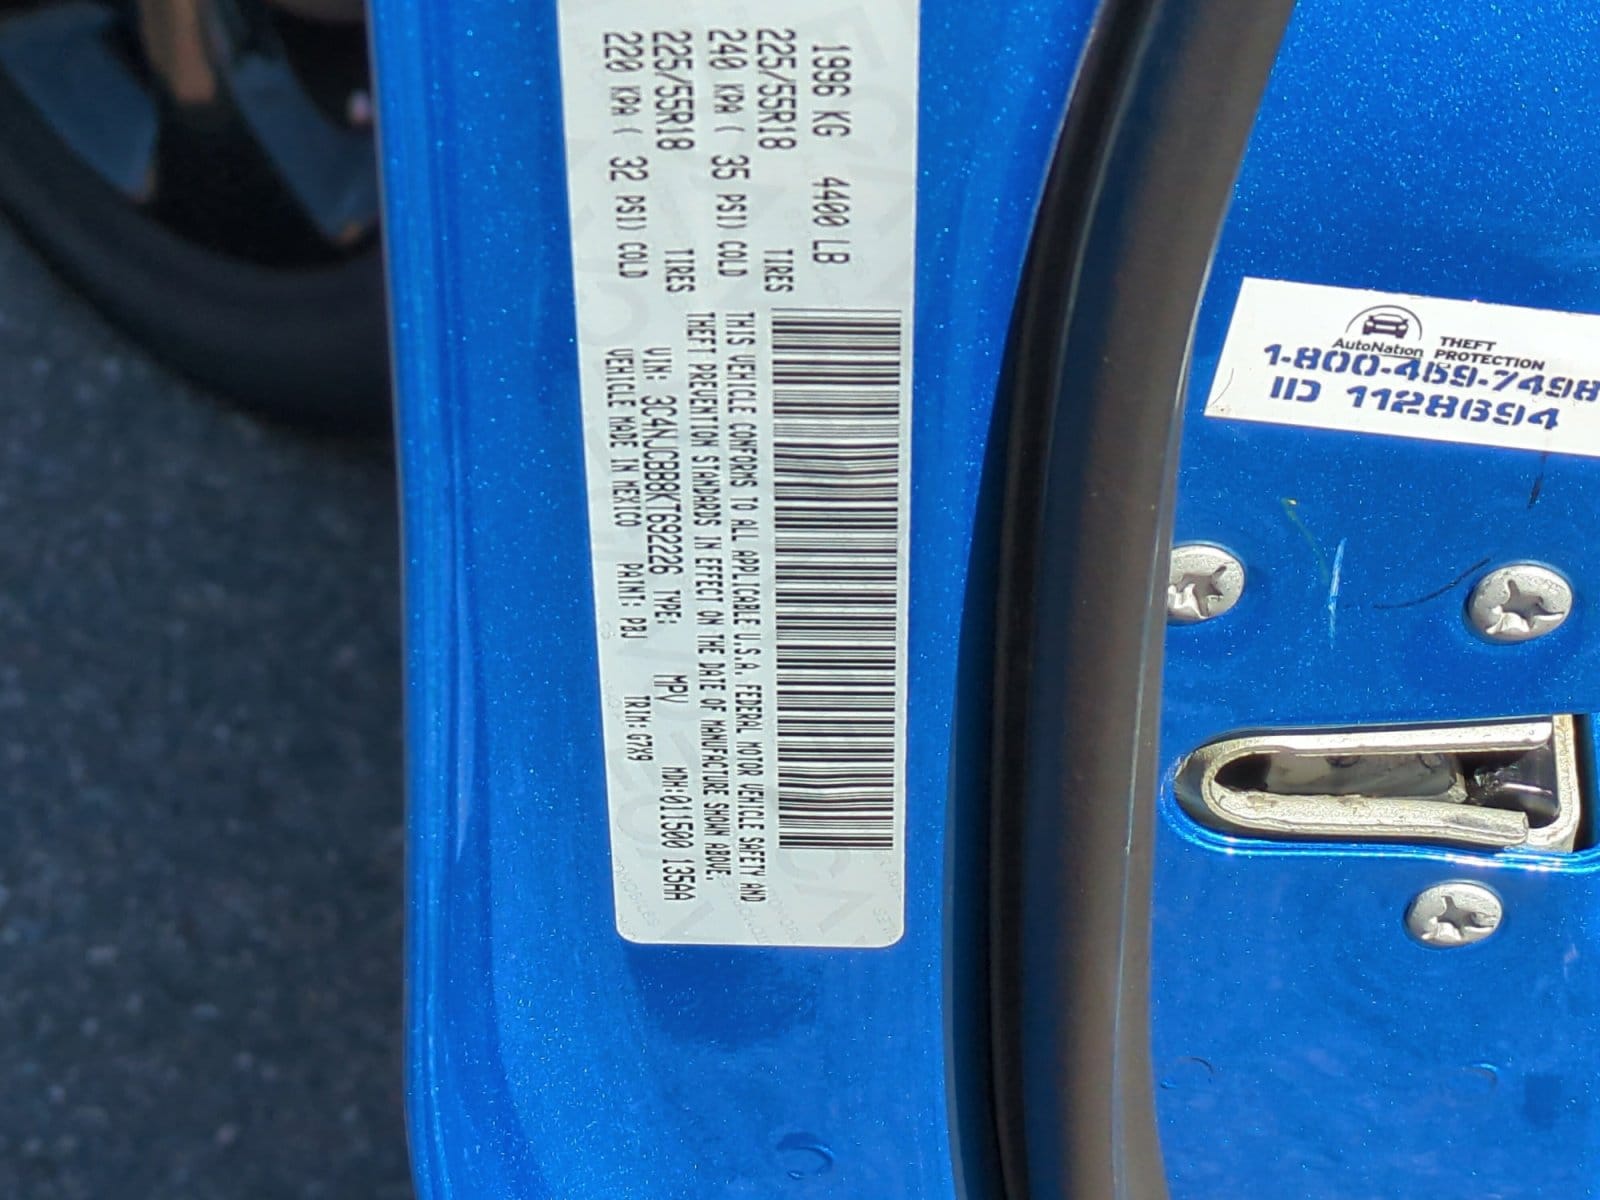 1996 KG 4400 LB
225/55R18 TIRES
240 KPA ( 35 PSI) COLD
225/55R18 TIRES
220 KPA ( 32 PSI) COLD
THIS VEHICLE CONFORMS TO ALL APPLICABLE U.S.A. FEDERAL MOTOR VEHICLE SAFETY AND
THEFT PREVENTION STANDARDS IN EFFECT ON THE DATE OF MANUFACTURE SHOWN ABOVE.
VIN: 3C4NJCBB8KT692226 TYPE: MPV MDH:011500 135AA
VEHICLE MADE IN MEXICO PAINT: PBJ TRIM:G7X9
AutoNation THEFT
PROTECTION
1-800-469-7498
ID 1128694